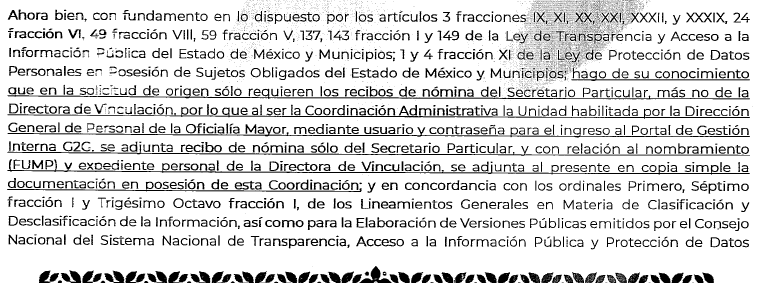 Ahora bien, con fundamento en lo dispuesto por los artículos 3 fracciones IX, XI, XX, XXI, XXXII, y XXXIX, 24
fracción VI, 49 fracción VIII, 59 fracción V, 137, 143 fracción I y 149 de la Ley de Transparencia y Acceso a la
Información Pública del Estado de México y Municipios; 1 y 4 fracción XI de la Ley de Protección de Datos
Personales en Posesión de Sujetos Obligados del Estado de México y Municipios; hago de su conocimiento
que en la solicitud de origen sólo requieren los recibos de nómina del Secretario Particular, más no de la
Directora de Vinculación, por lo que al ser la Coordinación Administrativa la Unidad habilitada por la Dirección
General de Personal de la Oficialía Mayor, mediante usuario y contraseña para el ingreso al Portal de Gestión
Interna G2G, se adjunta recibo de nómina sólo del Secretario Particular, y con relación al nombramiento
(FUMP) y expediente personal de la Directora de Vinculación, se adjunta al presente en copia simple la
documentación en posesión de esta Coordinación; y en concordancia con los ordinales Primero, Séptimo
fracción I y Trigésimo Octavo fracción I, de los Lineamientos Generales en Materia de Clasificación y
Desclasificación de la Información, así como para la Elaboración de Versiones Públicas emitidos por el Consejo
Nacional del Sistema Nacional de Transparencia, Acceso a la Información Pública y Protección de Datos